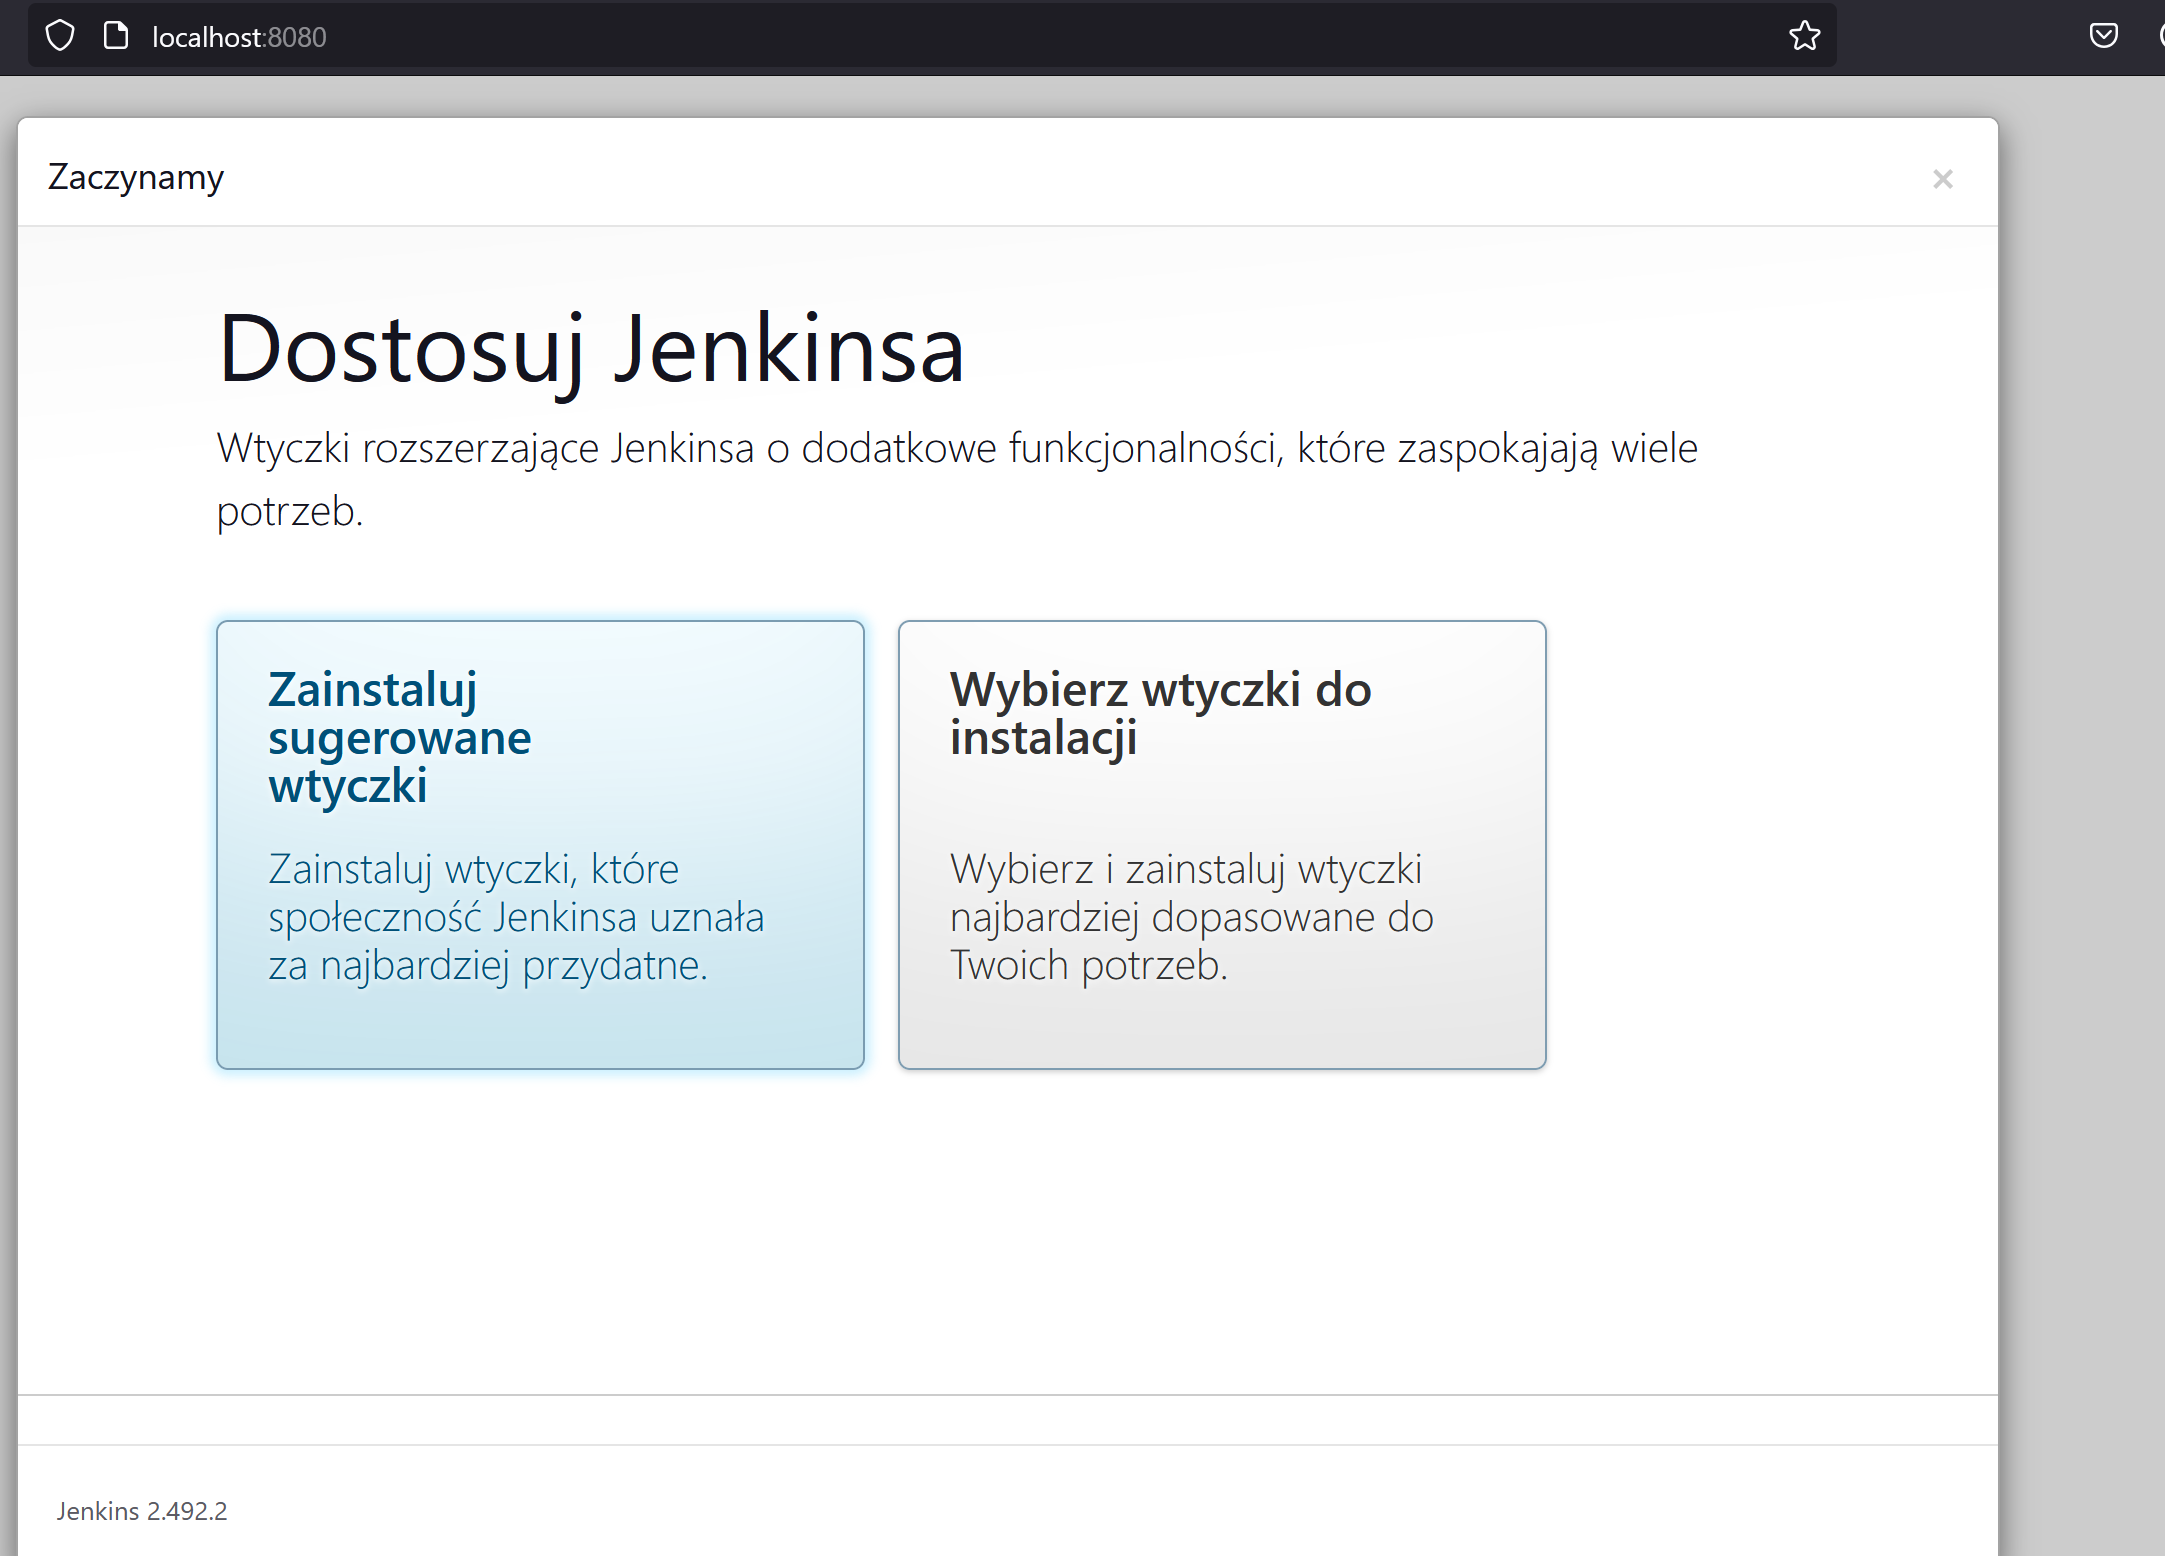 localhost:8080
Zaczynamy
×
Dostosuj Jenkinsa
Wtyczki rozszerzające Jenkinsa o dodatkowe funkcjonalności, które zaspokajają wiele
potrzeb.
Zainstaluj
sugerowane
wtyczki
Zainstaluj wtyczki, które
społeczność Jenkinsa uznała
za najbardziej przydatne.
Wybierz wtyczki do
instalacji
Wybierz i zainstaluj wtyczki
najbardziej dopasowane do
Twoich potrzeb.
Jenkins 2.492.2